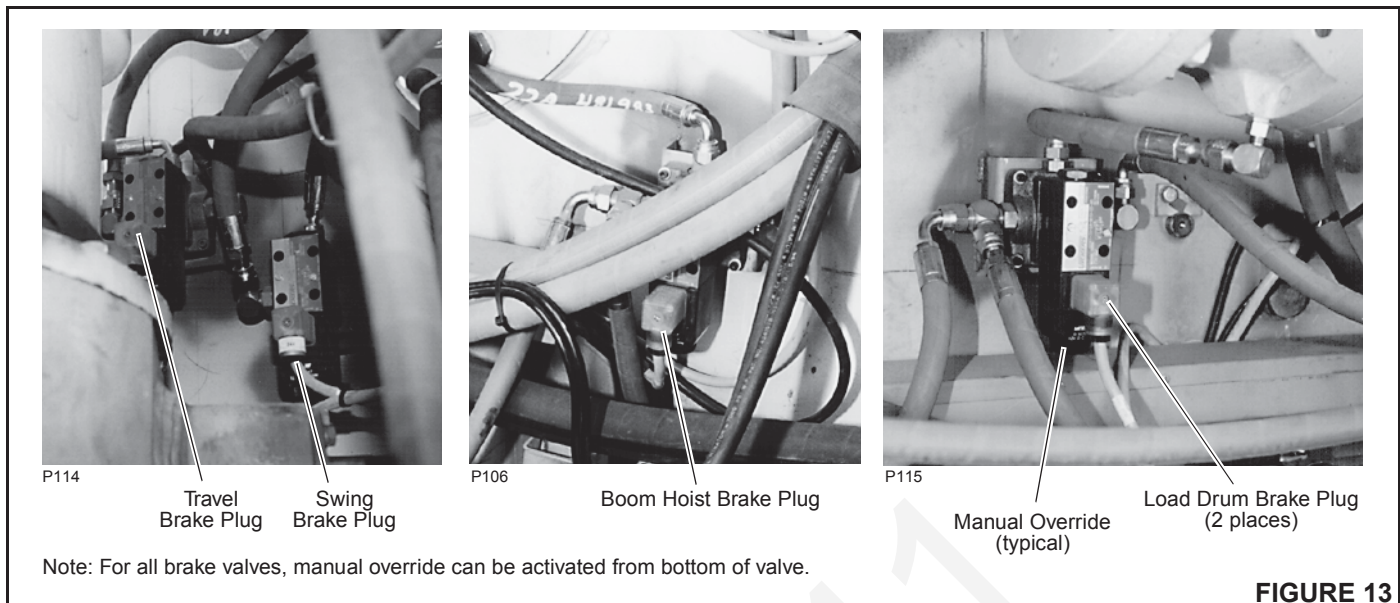 P114
Travel
Brake Plug
Swing
Brake Plug
P106
Boom Hoist Brake Plug
P115
Manual Override
(typical)
Load Drum Brake Plug
(2 places)
Note: For all brake valves, manual override can be activated from bottom of valve.
FIGURE 13